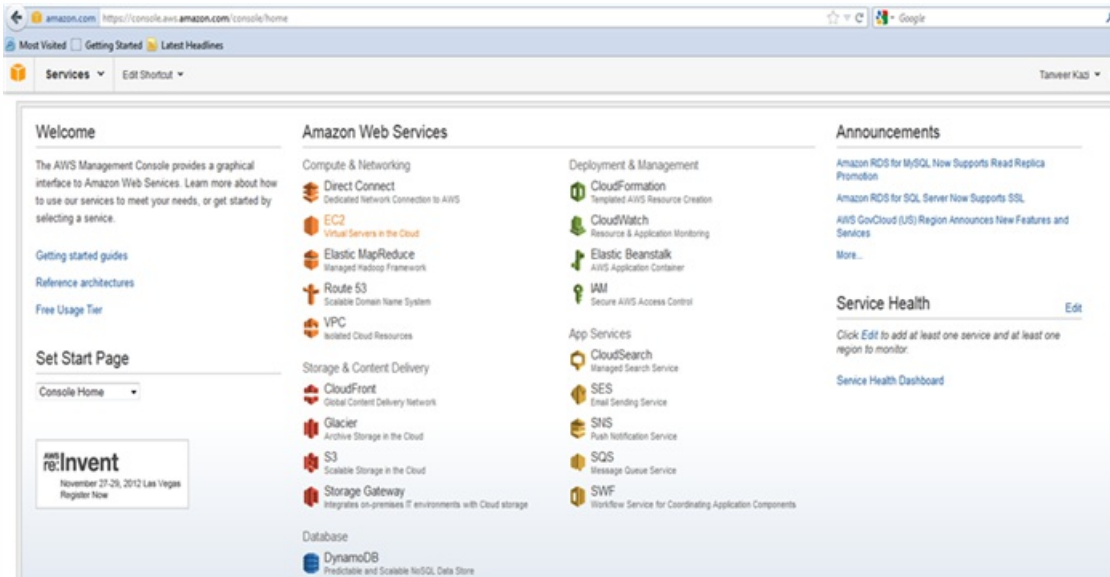 amazon.com https://console.aws.amazon.com/console/home
Google
Most Visited Getting Started Latest Headlines
Services Edit Shortcut
Tanveer Kazi
Welcome
The AWS Management Console provides a graphical
interface to Amazon Web Services. Learn more about how
to use our services to meet your needs, or get started by
selecting a service.
Getting started guides
Reference architectures
Free Usage Tier
Set Start Page
Console Home
AWS
re:Invent
November 27-29, 2012 Las Vegas
Register Now
Amazon Web Services
Compute & Networking
Direct Connect
Dedicated Network Connection to AWS
EC2
Virtual Servers in the Cloud
Elastic MapReduce
Managed Hadoop Framework
Route 53
Scalable Domain Name System
VPC
Isolated Cloud Resources
Storage & Content Delivery
CloudFront
Global Content Delivery Network
Glacier
Archive Storage in the Cloud
S3
Scalable Storage in the Cloud
Storage Gateway
Integrates on-premises IT environments with Cloud storage
Database
DynamoDB
Predictable and Scalable NoSQL Data Store
Deployment & Management
CloudFormation
Templated AWS Resource Creation
CloudWatch
Resource & Application Monitoring
Elastic Beanstalk
AWS Application Container
IAM
Secure AWS Access Control
App Services
CloudSearch
Managed Search Service
SES
Email Sending Service
SNS
Push Notification Service
SQS
Message Queue Service
SWF
Workflow Service for Coordinating Application Components
Announcements
Amazon RDS for MySQL Now Supports Read Replica
Promotion
Amazon RDS for SQL Server Now Supports SSL
AWS GovCloud (US) Region Announces New Features and
Services
More...
Service Health
Edit
Click Edit to add at least one service and at least one
region to monitor.
Service Health Dashboard